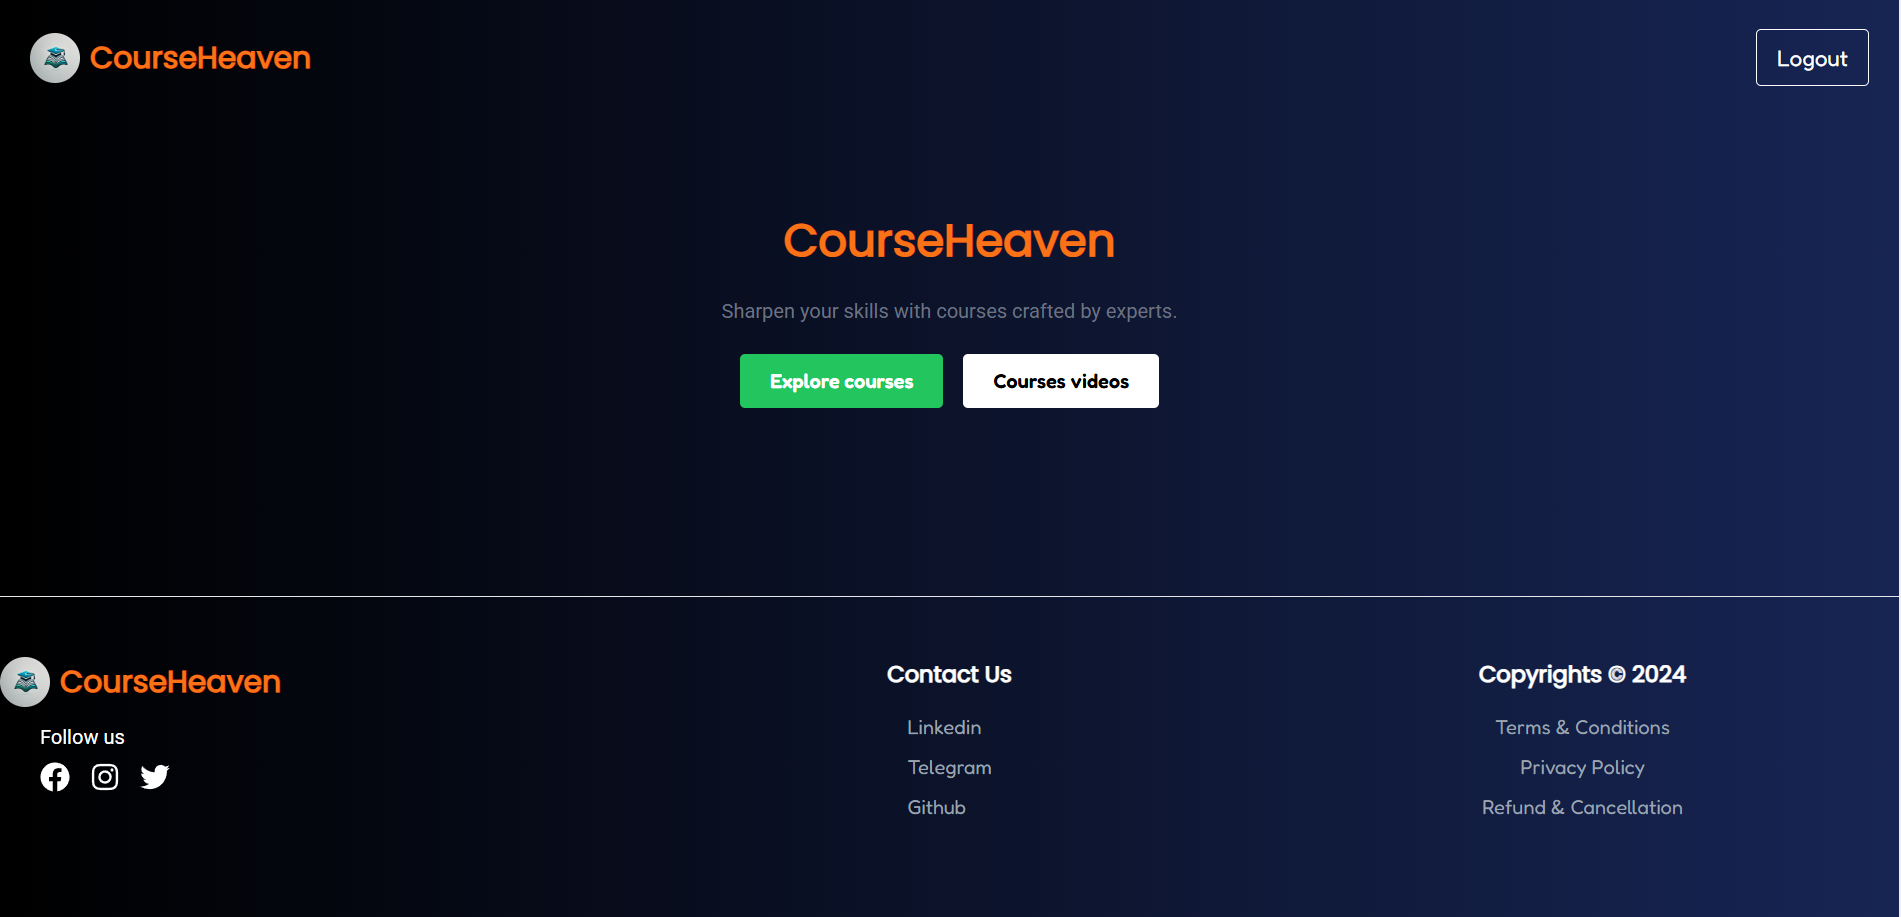 CourseHeaven
Logout
CourseHeaven
Sharpen your skills with courses crafted by experts.
Explore courses
Courses videos
CourseHeaven
Follow us
Contact Us
Linkedin
Telegram
Github
Copyrights © 2024
Terms & Conditions
Privacy Policy
Refund & Cancellation